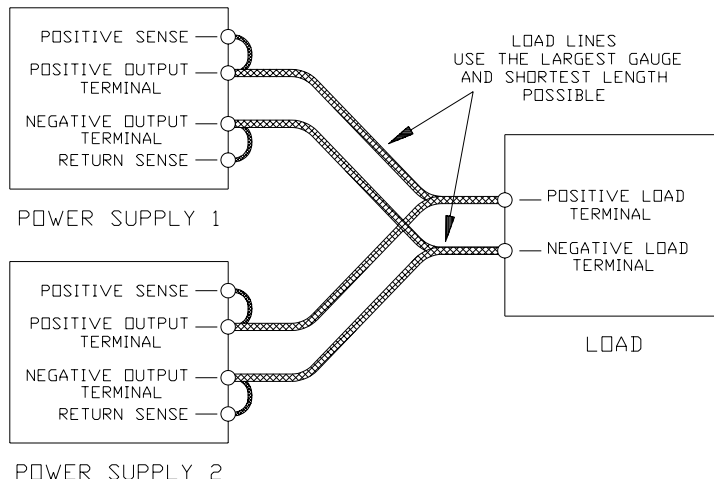 POSITIVE SENSE
POSITIVE OUTPUT
TERMINAL
NEGATIVE OUTPUT
TERMINAL
RETURN SENSE
POWER SUPPLY 1
LOAD LINES
USE THE LARGEST GAUGE
AND SHORTEST LENGTH
POSSIBLE
POSITIVE LOAD
TERMINAL
NEGATIVE LOAD
TERMINAL
LOAD
POSITIVE SENSE
POSITIVE OUTPUT
TERMINAL
NEGATIVE OUTPUT
TERMINAL
RETURN SENSE
POWER SUPPLY 2